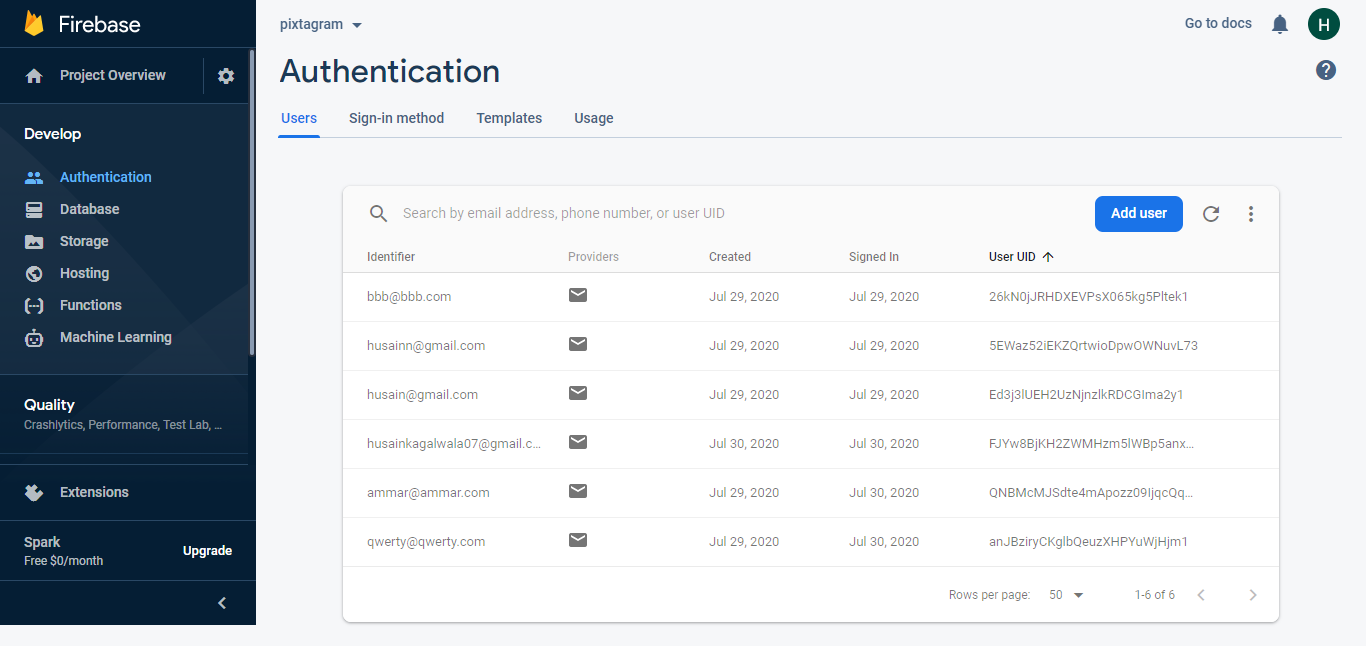 Firebase
Project Overview
Develop
Authentication
Database
Storage
Hosting
Functions
Machine Learning
Quality
Crashlytics, Performance, Test Lab, ...
Extensions
Spark
Free $0/month
Upgrade
pixtagram
Go to docs
H
Authentication
Users Sign-in method Templates Usage
Search by email address, phone number, or user UID
Add user
Identifier Providers Created Signed In User UID
bbb@bbb.com Jul 29, 2020 Jul 29, 2020 26kN0jJRHDXEVPsX065kg5Pltek1
husainn@gmail.com Jul 29, 2020 Jul 29, 2020 5EWaz52iEKZQrtwioDpwOWNuvL73
husain@gmail.com Jul 29, 2020 Jul 29, 2020 Ed3j3lUEH2UzNjnzlkRDCGIma2y1
husainkagalwala07@gmail.c... Jul 30, 2020 Jul 30, 2020 FJYw8BjKH2ZWMHzm5lWBp5anx...
ammar@ammar.com Jul 29, 2020 Jul 30, 2020 QNBMcMJSdte4mApozz09IjqcQq...
qwerty@qwerty.com Jul 29, 2020 Jul 30, 2020 anJBziryCKglbQeuzXHPYuWjHjm1
Rows per page: 50 1-6 of 6